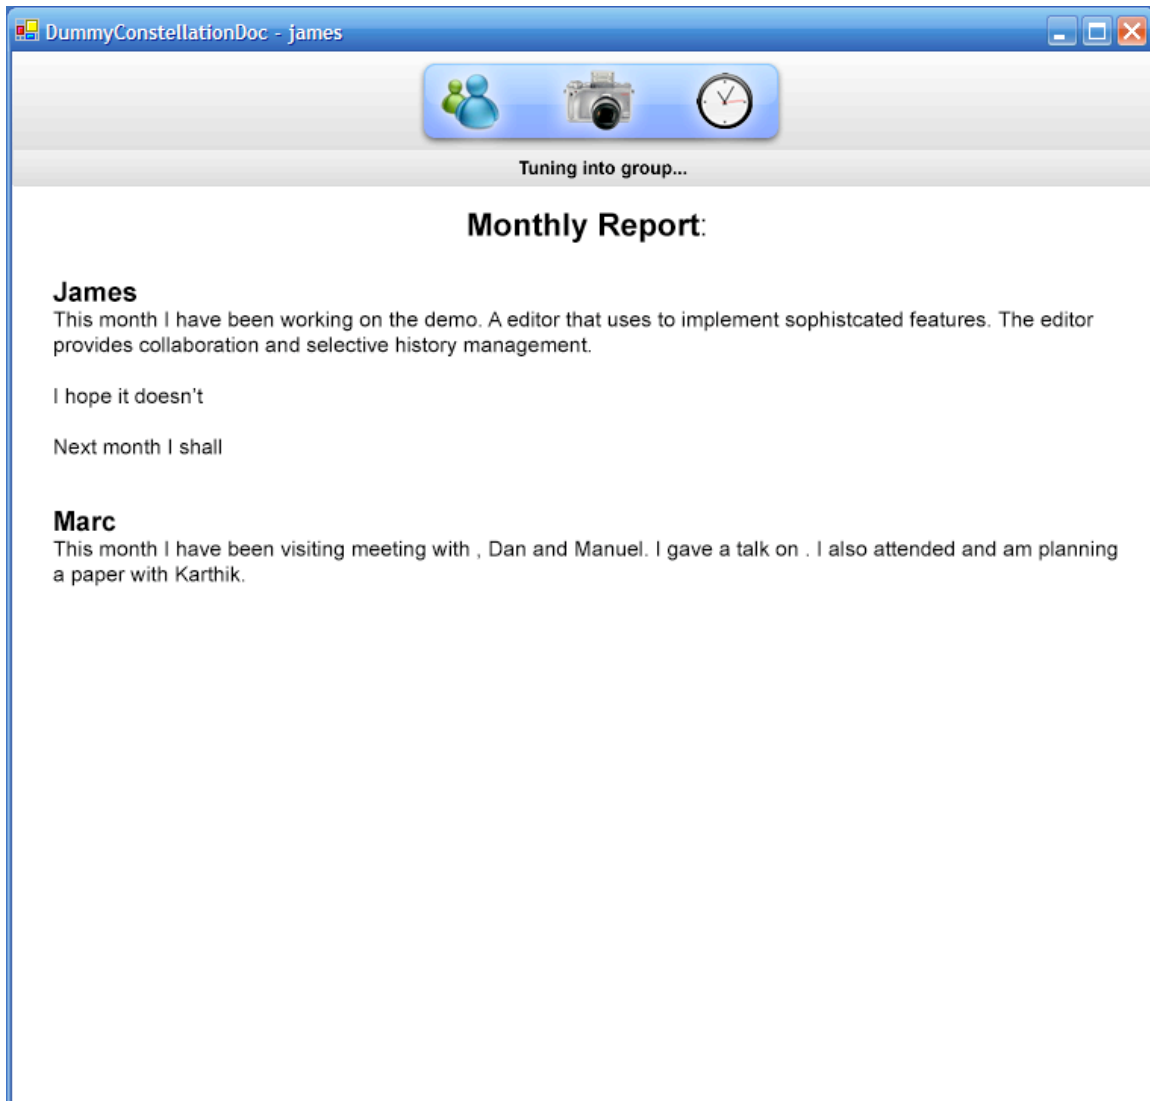 DummyConstellationDoc - james
Tuning into group...
Monthly Report:
James
This month I have been working on the demo. A editor that uses to implement sophistcated features. The editor
provides collaboration and selective history management.
I hope it doesn't
Next month I shall
Marc
This month I have been visiting meeting with , Dan and Manuel. I gave a talk on . I also attended and am planning
a paper with Karthik.